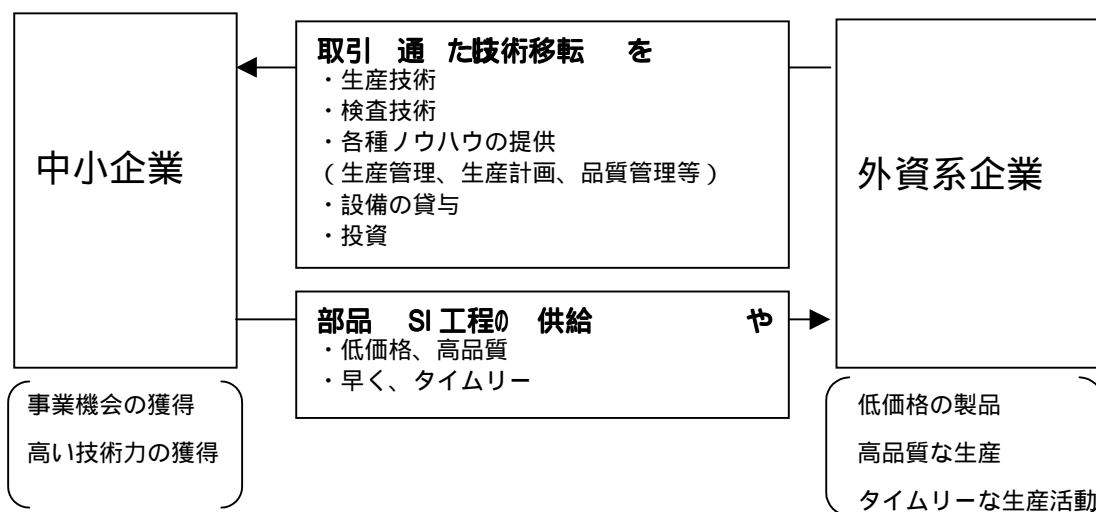 中小企業
取引 通 た技術移転 を
・生産技術
・検査技術
・各種ノウハウの提供
(生産管理、生産計画、品質管理等)
・設備の貸与
・投資
外資系企業
部品 SI 工程の 供給 や
・低価格、高品質
・早く、タイムリー
事業機会の獲得
高い技術力の獲得
低価格の製品
高品質な生産
タイムリーな生産活動